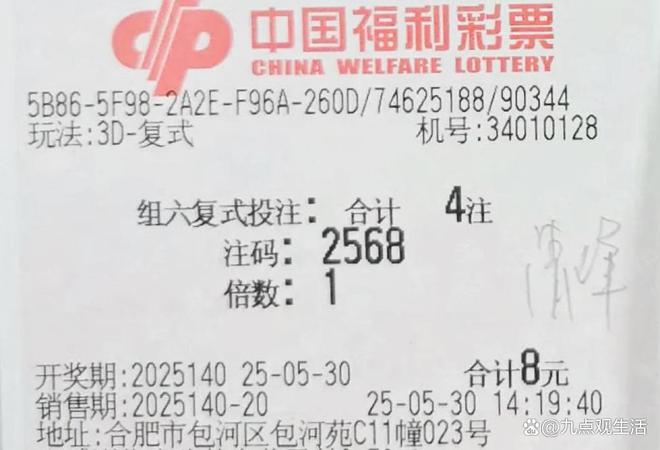 中国福利彩票
CHINA WELFARE LOTTERY
5B86-5F98-2A2E-F96A-260D/74625188/90344
玩法:3D-复式 机号:34010128
组六复式投注: 合计 4注
注码: 2568
倍数: 1
开奖期:2025140 25-05-30 合计8元
销售期:2025140-20 25-05-30 14:19:40
地址:合肥市包河区包河苑C11幢023号
九点观生活